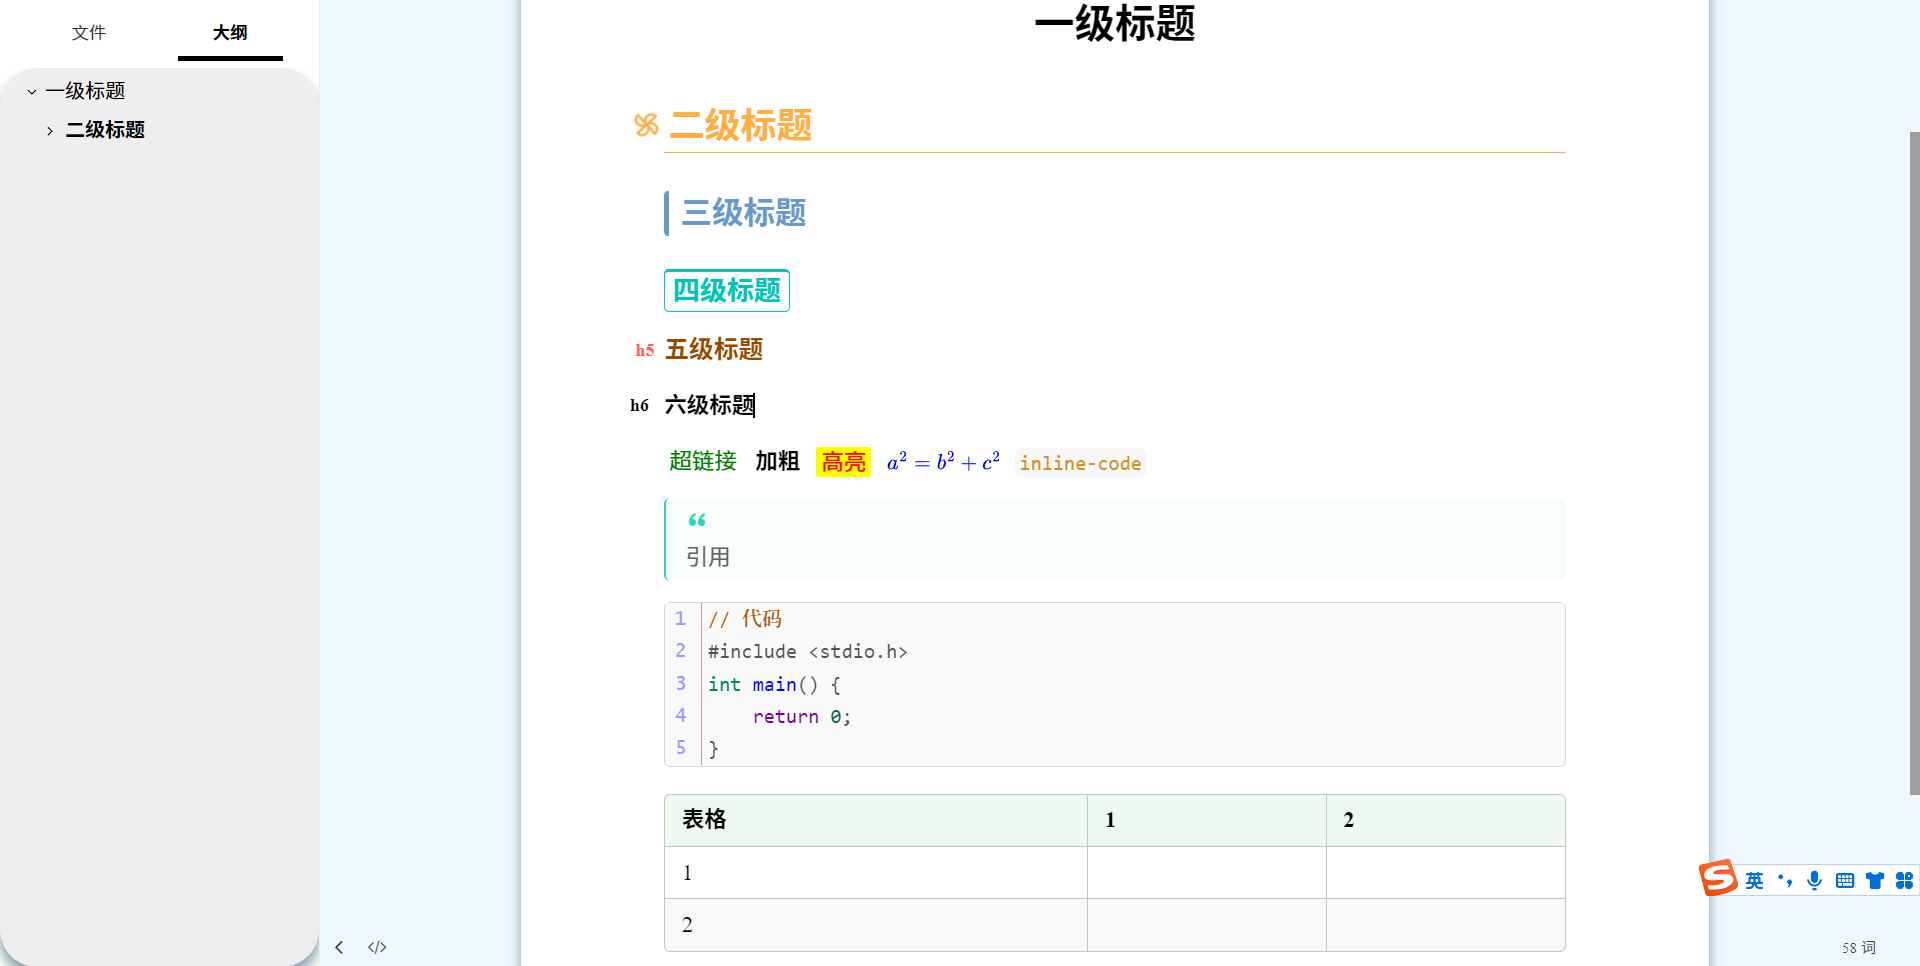 文件 大纲
一级标题
二级标题
一级标题
二级标题
三级标题
四级标题
h5 五级标题
h6 六级标题
超链接 加粗 高亮 a² = b² + c² inline-code
“
引用
1 // 代码
2 #include <stdio.h>
3 int main() {
4     return 0;
5 }
表格 1 2
1
2
S 英 •,
</> 58 词